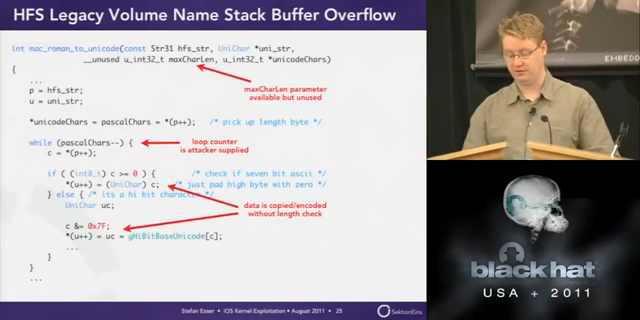 HFS Legacy Volume Name Stack Buffer Overflow
int mac_roman_to_unicode(const Str31 hfs_str, UniChar *uni_str,
__unused u_int32_t maxCharLen, u_int32_t *unicodeChars)
{
...
p = hfs_str;
u = uni_str;
maxCharLen parameter
available but unused
*unicodeChars = pascalChars = *(p++); /* pick up length byte */
while (pascalChars--) {
c = *(p++);
loop counter
is attacker supplied
if ( (int8_t) c >= 0 ) { /* check if seven bit ascii */
*(u++) = (UniChar) c; /* just pad high byte with zero */
} else { /* its a hi bit character */
UniChar uc;
data is copied/encoded
without length check
c &= 0x7F;
*(u++) = uc = gHiBitBaseUnicode[c];
...
}
}
...
Stefan Esser • iOS Kernel Exploitation • August 2011 • 25
SektionEins
EMBEDD
black hat
USA + 2011